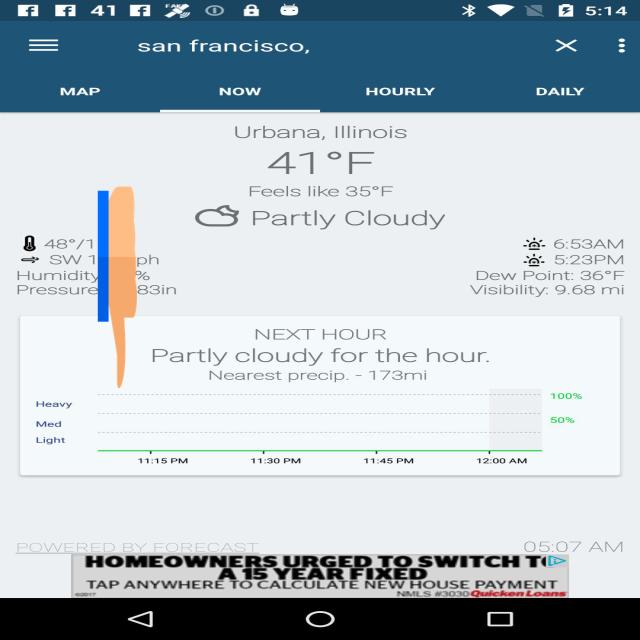 41 5:14
san francisco,
MAP NOW HOURLY DAILY
Urbana, Illinois
41°F
Feels like 35°F
Partly Cloudy
48°/1 6:53AM
SW 1 ph 5:23PM
Humidity % Dew Point: 36°F
Pressure 83in Visibility: 9.68 mi
NEXT HOUR
Partly cloudy for the hour.
Nearest precip. - 173mi
100%
Heavy
50%
Med
Light
11:15 PM 11:30 PM 11:45 PM 12:00 AM
POWERED BY FORECAST 05:07 AM
HOMEOWNERS URGED TO SWITCH TO
A 15 YEAR FIXED
TAP ANYWHERE TO CALCULATE NEW HOUSE PAYMENT
©2017 NMLS #3030 Quicken Loans